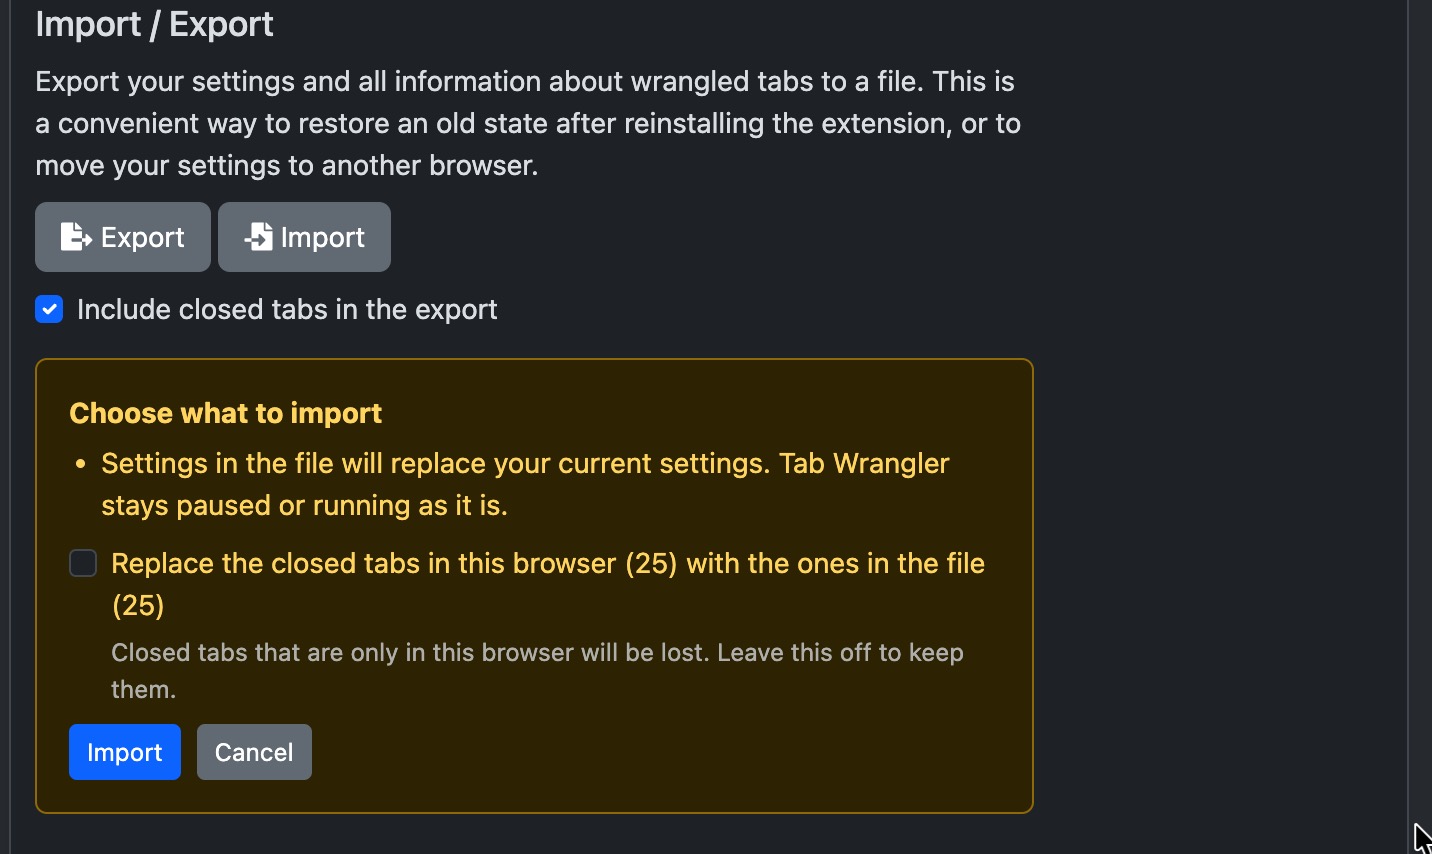 Import / Export
Export your settings and all information about wrangled tabs to a file. This is
a convenient way to restore an old state after reinstalling the extension, or to
move your settings to another browser.
Export
Import
Include closed tabs in the export
Choose what to import
• Settings in the file will replace your current settings. Tab Wrangler
stays paused or running as it is.
Replace the closed tabs in this browser (25) with the ones in the file
(25)
Closed tabs that are only in this browser will be lost. Leave this off to keep
them.
Import
Cancel